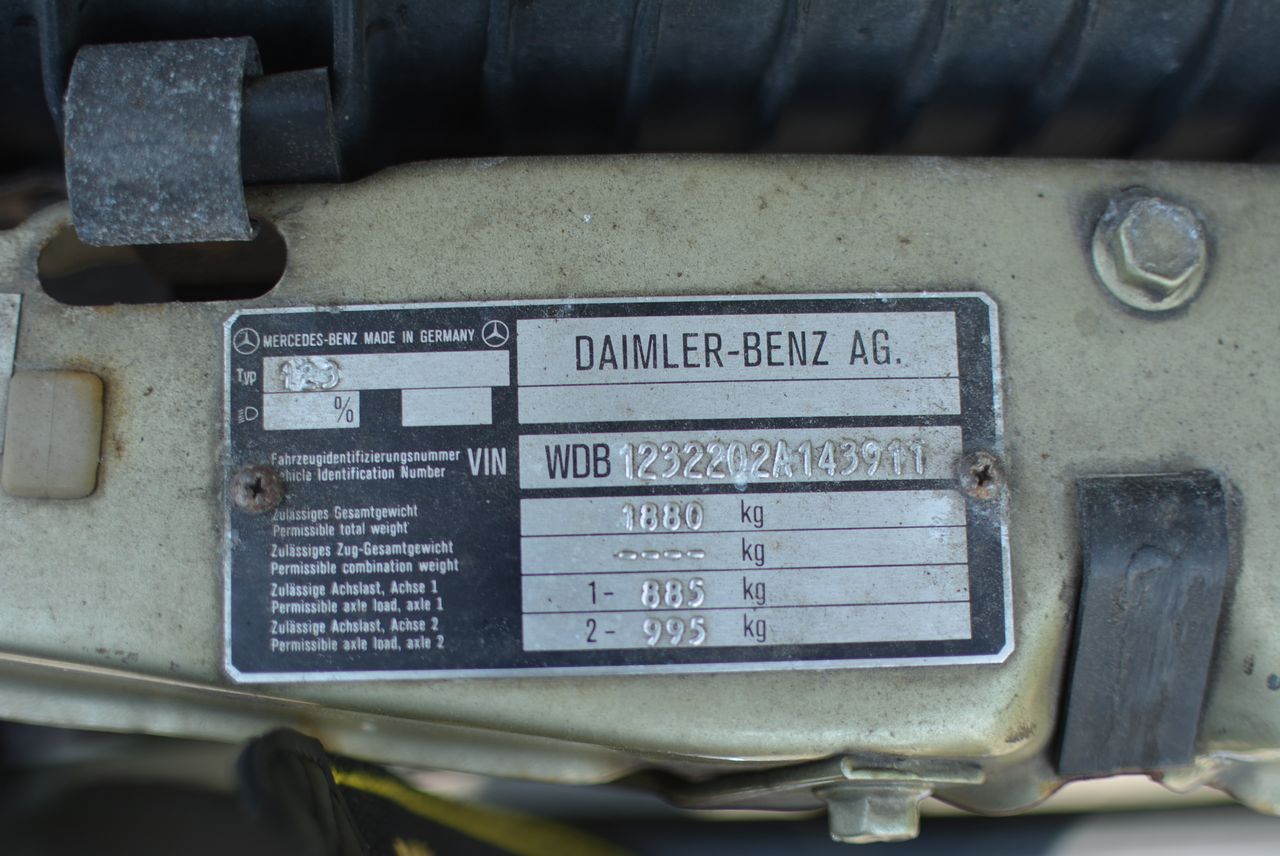 MERCEDES-BENZ MADE IN GERMANY
DAIMLER-BENZ AG.
Typ 123
%
Fahrzeugidentifizierungsnummer
Vehicle Identification Number
VIN WDB 1232202A143911
Zulässiges Gesamtgewicht
Permissible total weight
1880 kg
Zulässiges Zug-Gesamtgewicht
Permissible combination weight
---- kg
Zulässige Achslast, Achse 1
Permissible axle load, axle 1
1- 885 kg
Zulässige Achslast, Achse 2
Permissible axle load, axle 2
2- 995 kg